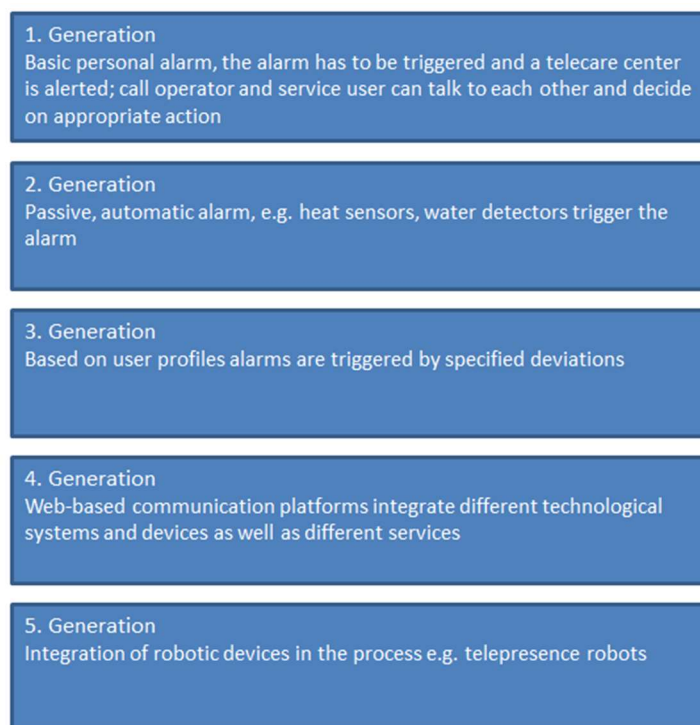 1. Generation
Basic personal alarm, the alarm has to be triggered and a telecare center
is alerted; call operator and service user can talk to each other and decide
on appropriate action
2. Generation
Passive, automatic alarm, e.g. heat sensors, water detectors trigger the
alarm
3. Generation
Based on user profiles alarms are triggered by specified deviations
4. Generation
Web-based communication platforms integrate different technological
systems and devices as well as different services
5. Generation
Integration of robotic devices in the process e.g. telepresence robots